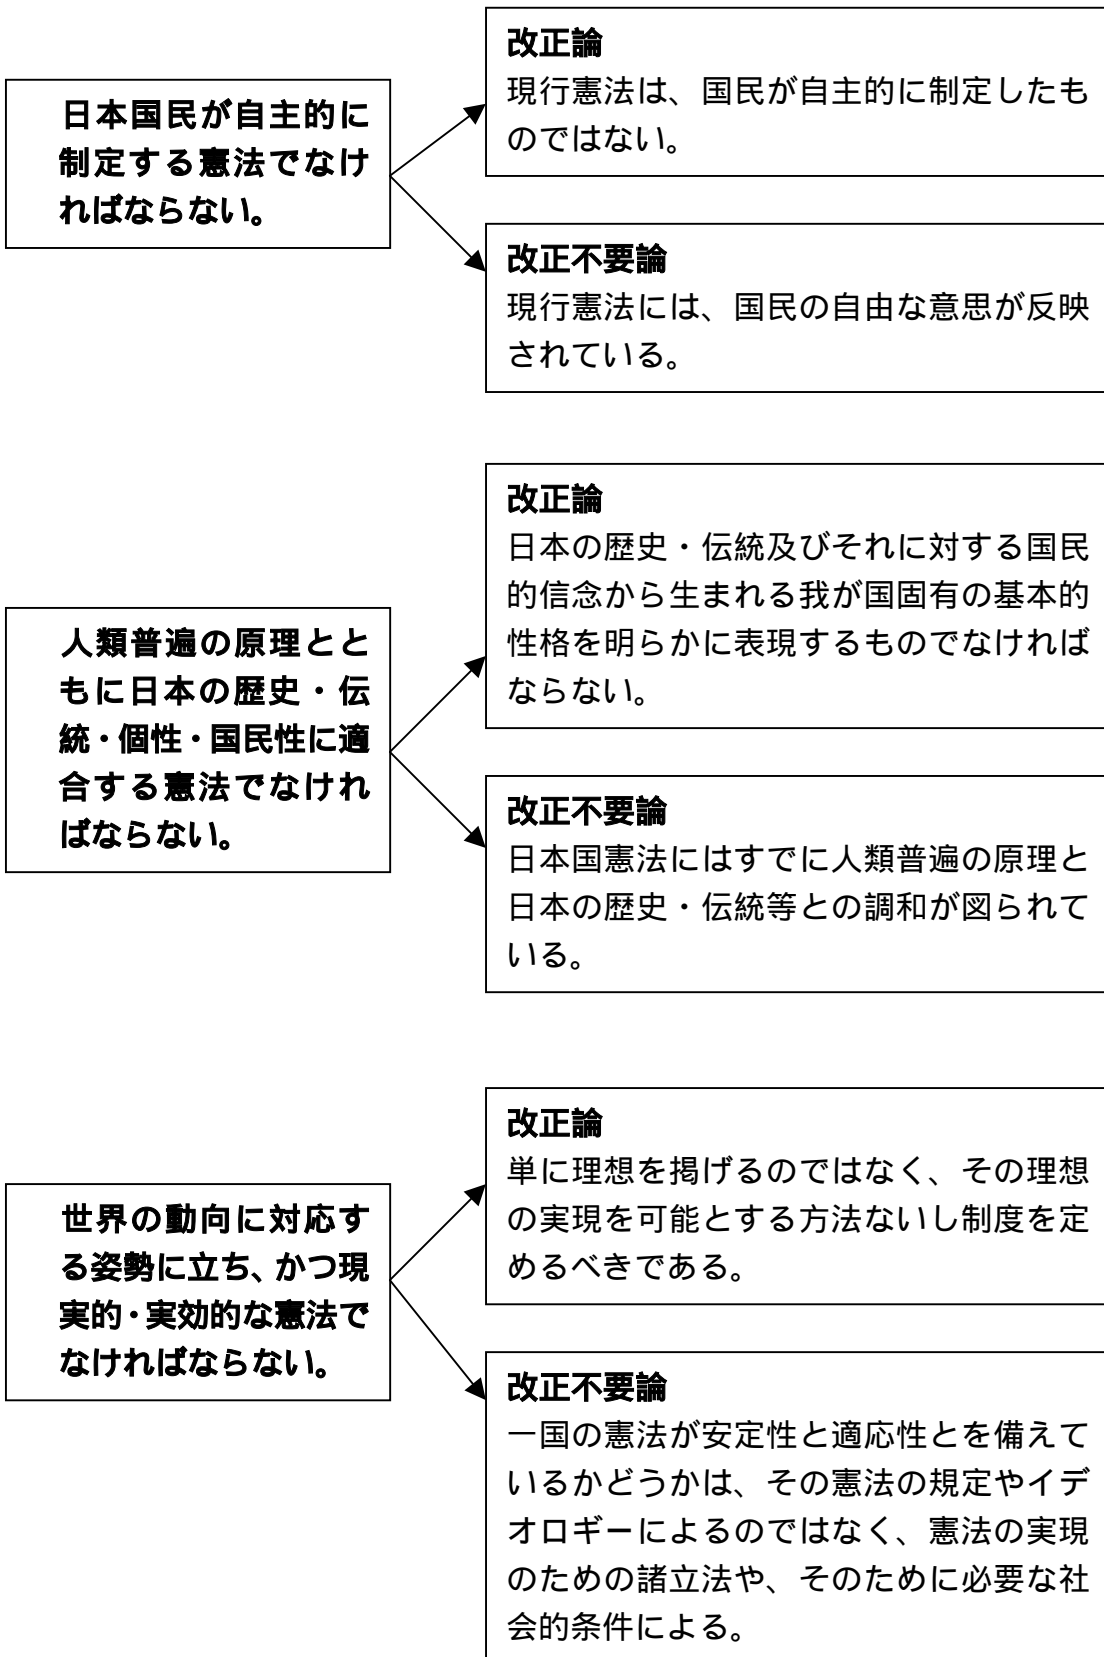 日本国民が自主的に
制定する憲法でなけ
ればならない。
改正論
現行憲法は、国民が自主的に制定したも
のではない。
改正不要論
現行憲法には、国民の自由な意思が反映
されている。
人類普遍の原理とと
もに日本の歴史・伝
統・個性・国民性に適
合する憲法でなけれ
ばならない。
改正論
日本の歴史・伝統及びそれに対する国民
的信念から生まれる我が国固有の基本的
性格を明らかに表現するものでなければ
ならない。
改正不要論
日本国憲法にはすでに人類普遍の原理と
日本の歴史・伝統等との調和が図られて
いる。
世界の動向に対応す
る姿勢に立ち、かつ現
実的・実効的な憲法で
なければならない。
改正論
単に理想を掲げるのではなく、その理想
の実現を可能とする方法ないし制度を定
めるべきである。
改正不要論
一国の憲法が安定性と適応性とを備えて
いるかどうかは、その憲法の規定やイデ
オロギーによるのではなく、憲法の実現
のための諸立法や、そのために必要な社
会的条件による。